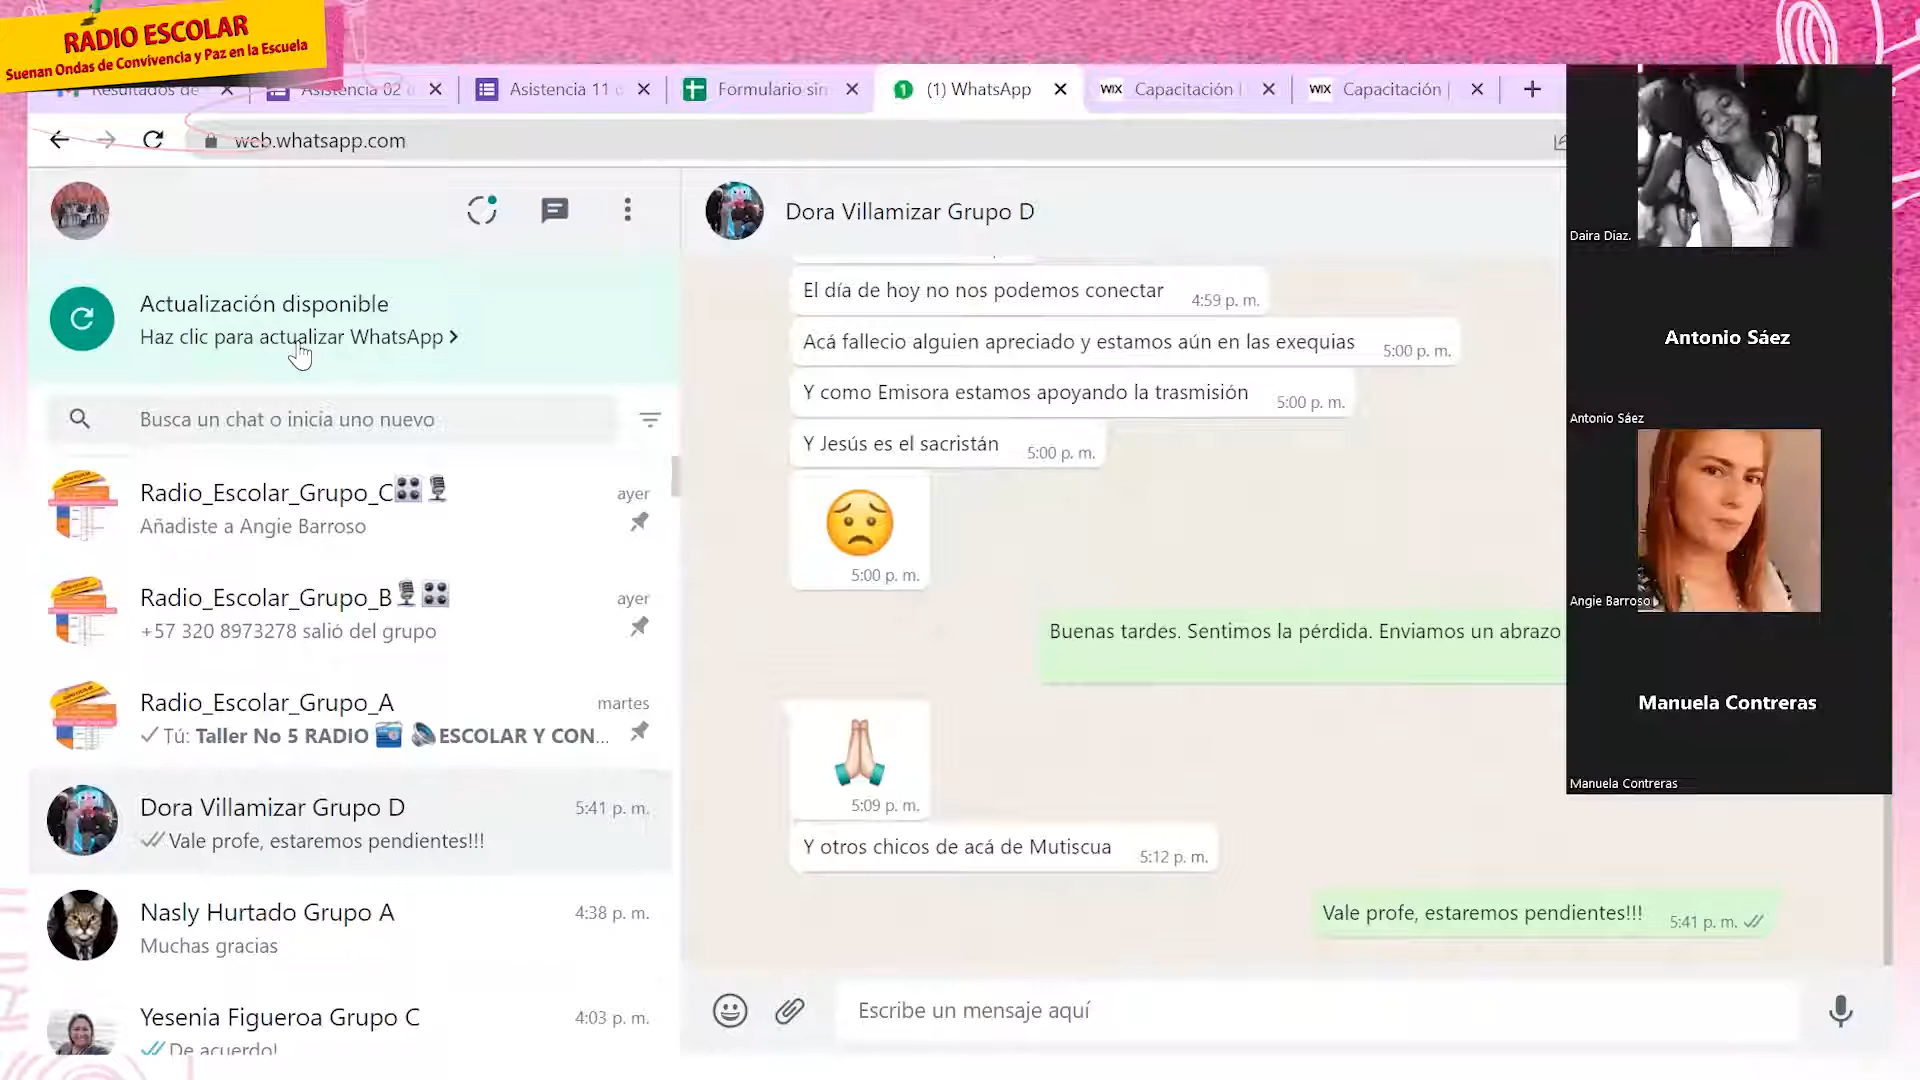 RADIO ESCOLAR
Suenan Ondas de Convivencia y Paz en la Escuela
Resultados de
Asistencia 02 d
Asistencia 11 d
Formulario sin
(1) WhatsApp
WIX Capacitación |
WIX Capacitación |
web.whatsapp.com
Actualización disponible
Haz clic para actualizar WhatsApp
Busca un chat o inicia uno nuevo
Radio_Escolar_Grupo_C
ayer
Añadiste a Angie Barroso
Radio_Escolar_Grupo_B
ayer
+57 320 8973278 salió del grupo
Radio_Escolar_Grupo_A
martes
Tú: Taller No 5 RADIO ESCOLAR Y CON...
Dora Villamizar Grupo D
5:41 p. m.
Vale profe, estaremos pendientes!!!
Nasly Hurtado Grupo A
4:38 p. m.
Muchas gracias
Yesenia Figueroa Grupo C
4:03 p. m.
De acuerdo!
Dora Villamizar Grupo D
El día de hoy no nos podemos conectar 4:59 p. m.
Acá fallecio alguien apreciado y estamos aún en las exequias 5:00 p. m.
Y como Emisora estamos apoyando la trasmisión 5:00 p. m.
Y Jesús es el sacristán 5:00 p. m.
5:00 p. m.
Buenas tardes. Sentimos la pérdida. Enviamos un abrazo
5:09 p. m.
Y otros chicos de acá de Mutiscua 5:12 p. m.
Vale profe, estaremos pendientes!!! 5:41 p. m.
Escribe un mensaje aquí
Daira Diaz.
Antonio Sáez
Antonio Sáez
Angie Barroso
Manuela Contreras
Manuela Contreras